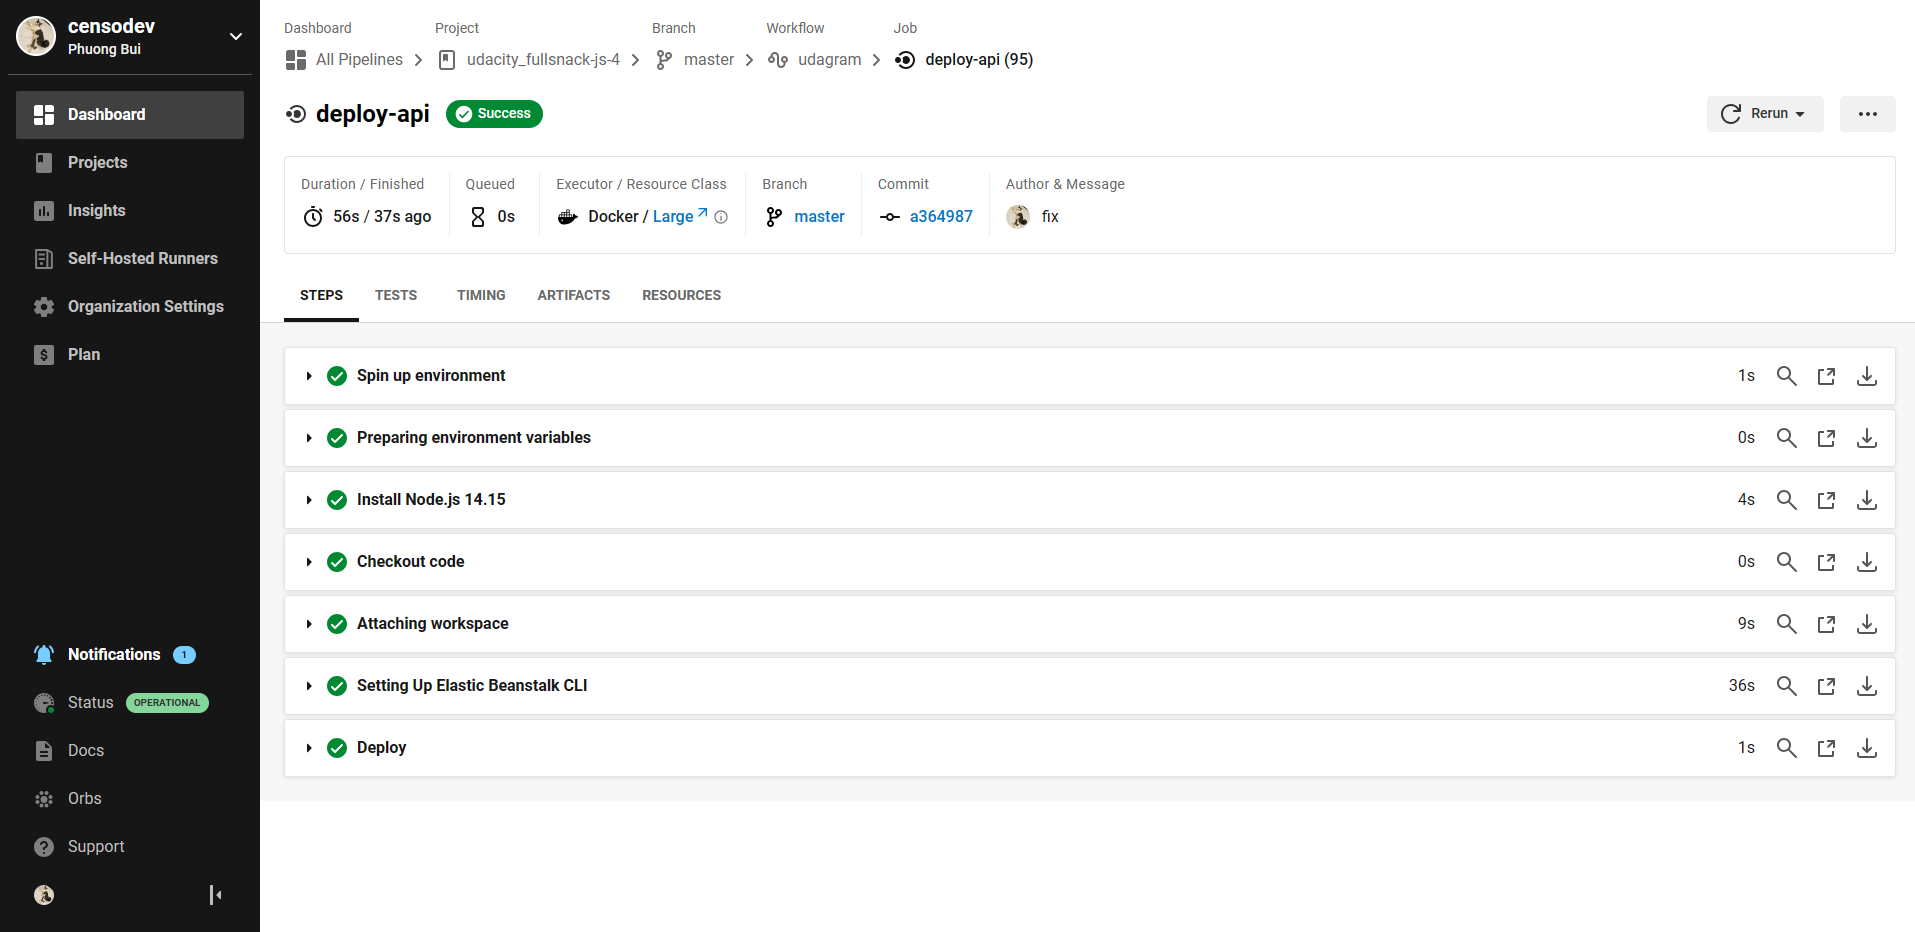 censodev
Phuong Bui
Dashboard
Projects
Insights
Self-Hosted Runners
Organization Settings
Plan
Notifications 1
Status OPERATIONAL
Docs
Orbs
Support
Dashboard Project Branch Workflow Job
All Pipelines udacity_fullsnack-js-4 master udagram deploy-api (95)
deploy-api Success
Rerun
Duration / Finished Queued Executor / Resource Class Branch Commit Author & Message
56s / 37s ago 0s Docker / Large master a364987 fix
STEPS TESTS TIMING ARTIFACTS RESOURCES
Spin up environment 1s
Preparing environment variables 0s
Install Node.js 14.15 4s
Checkout code 0s
Attaching workspace 9s
Setting Up Elastic Beanstalk CLI 36s
Deploy 1s